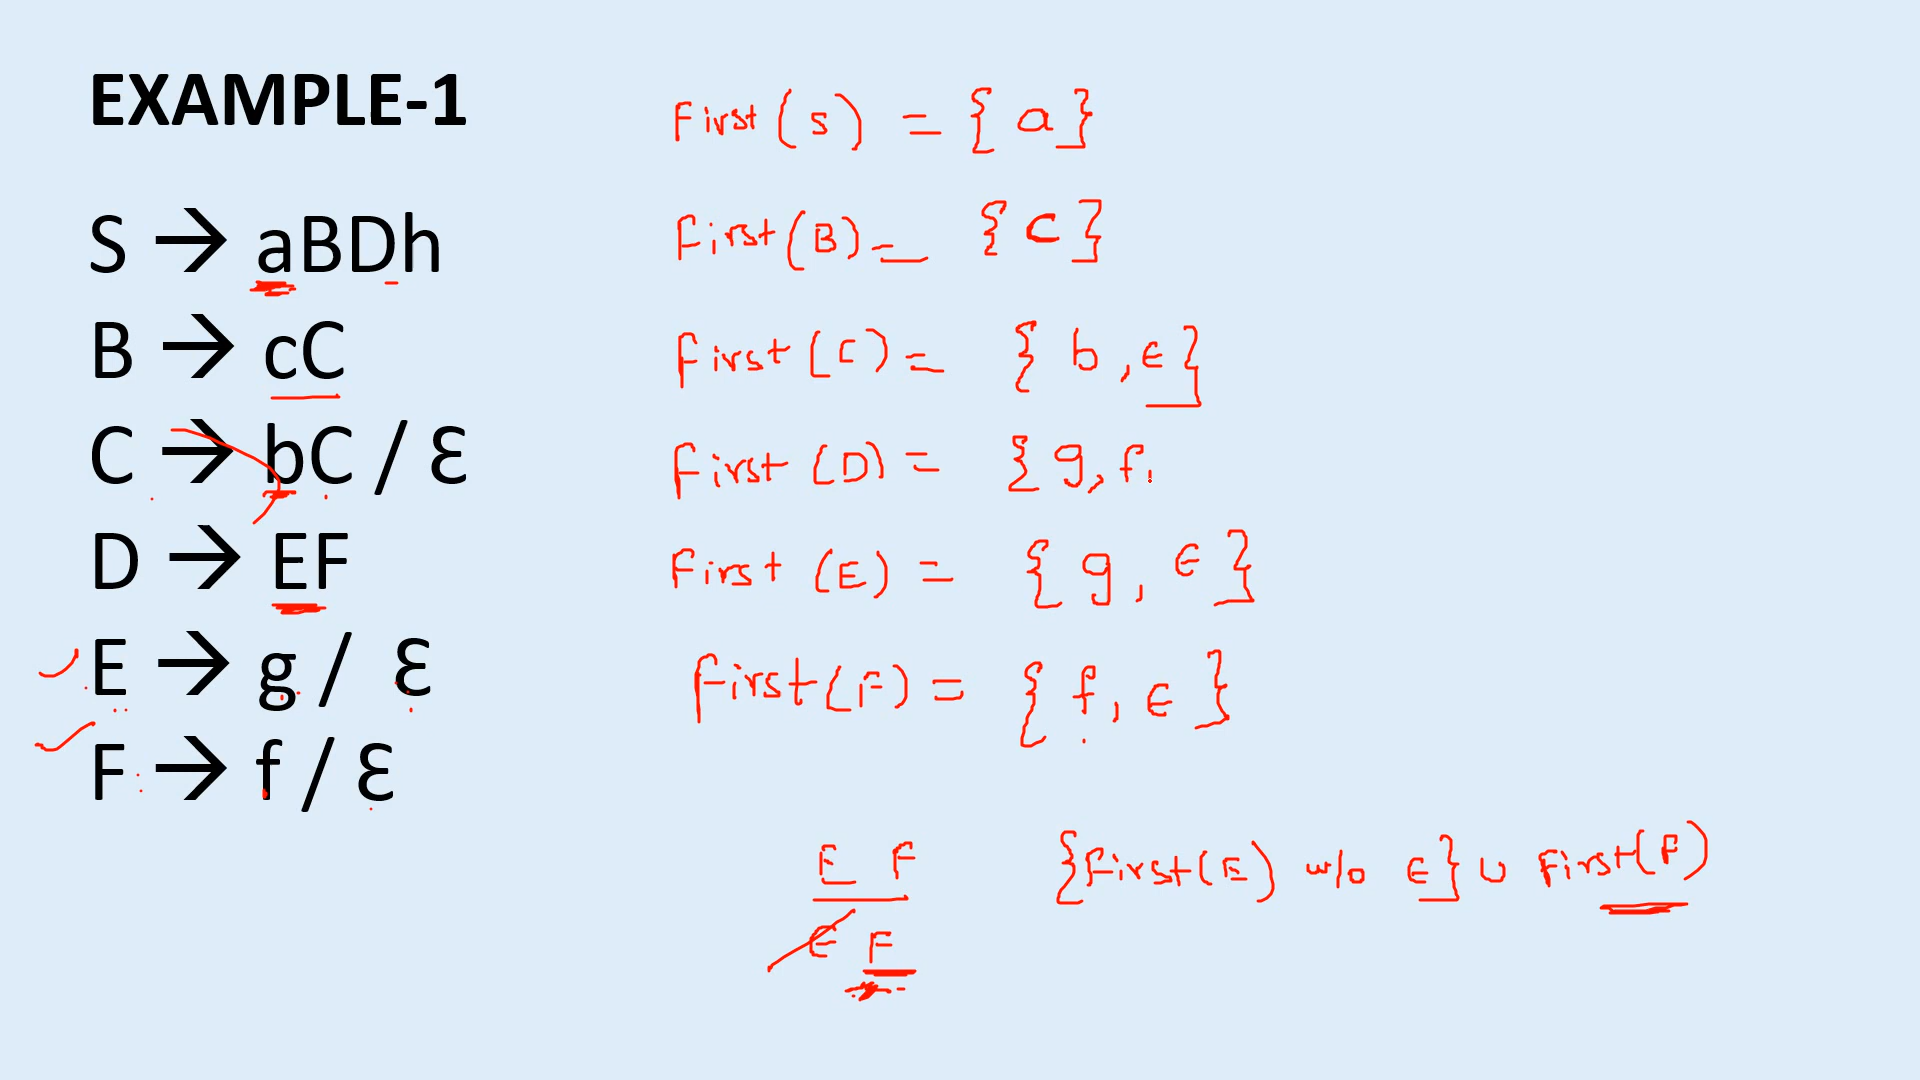 EXAMPLE-1
S → aBDh
B → cC
C → bC / Ɛ
D → EF
E → g / Ɛ
F → f / Ɛ
First(S) = { a }
First(B) = { c }
First(C) = { b , ϵ }
First(D) = { g, f,
First(E) = { g , ϵ }
First(F) = { f , ϵ }
E F
ϵ F
{First(E) w/o ϵ} ∪ First(F)